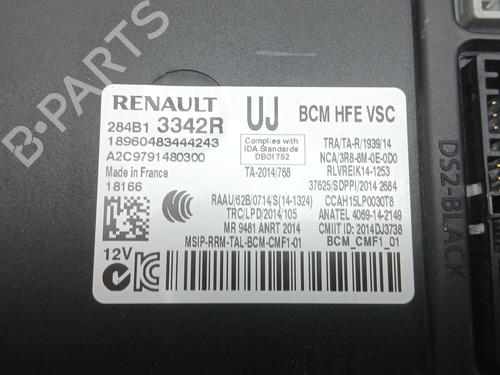 RENAULT
284B1 3342R
18960483444243
A2C9791480300
Made in France
18166
12V
UJ
Complies with
IDA Standards
DB01752
TA-2014/768
RAAU/62B/0714/S(14-1324)
TRC/LPD/2014/105
MR 9481 ANRT 2014
MSIP-RRM-TAL-BCM-CMF1-01
BCM HFE VSC
TRA/TA-R/1939/14
NCA/3R8-8M-0E-0D0
RLVREIK14-1253
37625/SDPPI/2014 2684
CCAH15LP0030T8
ANATEL 4069-14-2149
CMIIT ID: 2014DJ3738
BCM_CMF1_01
DS2-BLACK
B-PARTS